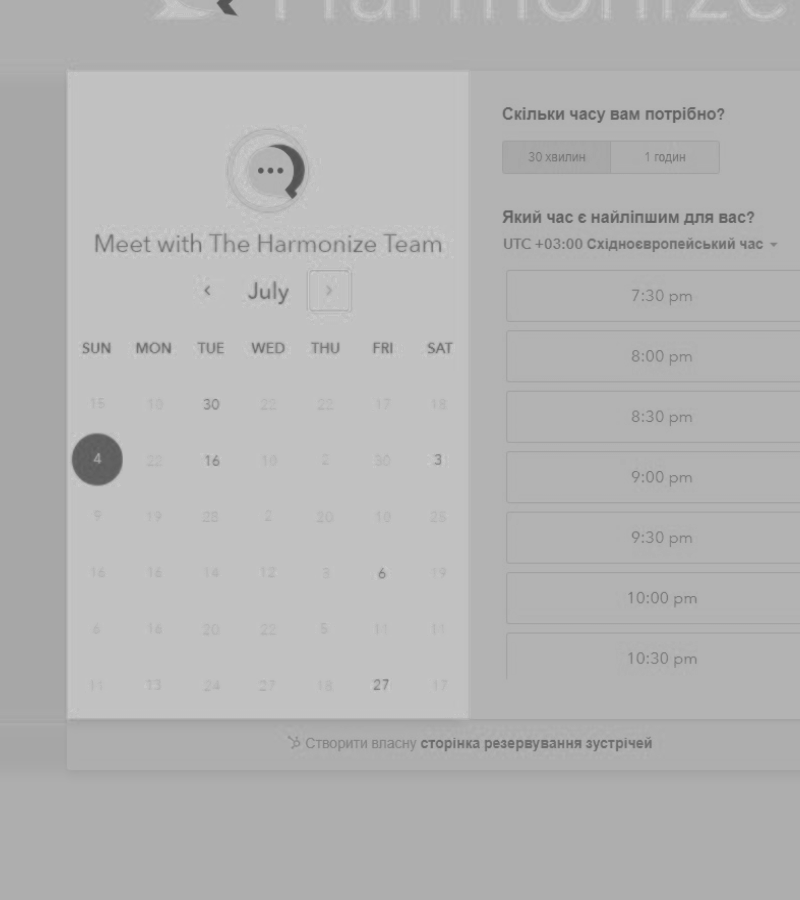 Harmonize
Meet with The Harmonize Team
July
SUN MON TUE WED THU FRI SAT
15 18 30 22 22 17 18
4 22 16 18 2 30 3
9 19 28 2 20 10 26
16 16 14 12 3 6 19
6 16 20 22 5 11 11
11 13 24 27 18 27 17
Скільки часу вам потрібно?
30 хвилин 1 годин
Який час є найліпшим для вас?
UTC +03:00 Східноєвропейський час
7:30 pm
8:00 pm
8:30 pm
9:00 pm
9:30 pm
10:00 pm
10:30 pm
Створити власну сторінка резервування зустрічей